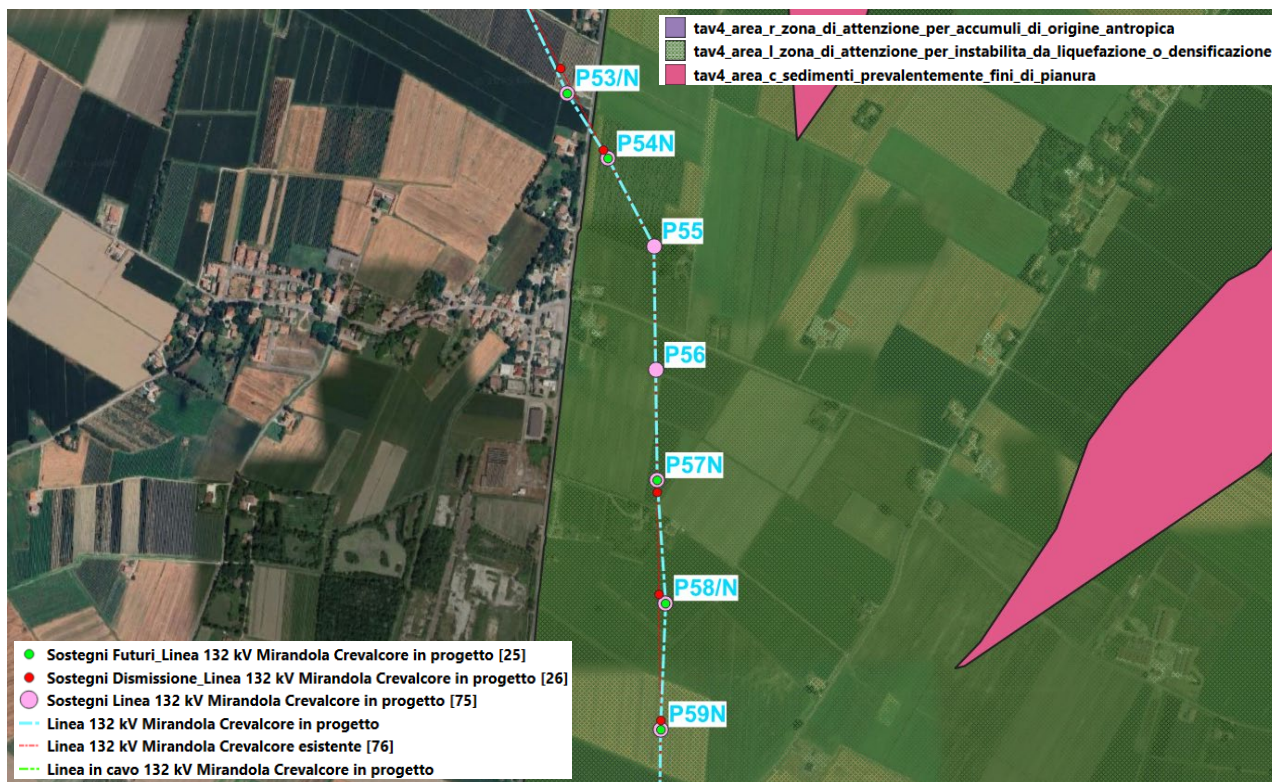 tav4_area_r_zona_di_attenzione_per_accumuli_di_origine_antropica
tav4_area_l_zona_di_attenzione_per_instabilita_da_liquefazione_o_densificazione
tav4_area_c_sedimenti_prevalentemente_fini_di_pianura
P53/N
P54N
P55
P56
P57N
P58/N
P59N
Sostegni Futuri_Linea 132 kV Mirandola Crevalcore in progetto [25]
Sostegni Dismissione_Linea 132 kV Mirandola Crevalcore in progetto [26]
Sostegni Linea 132 kV Mirandola Crevalcore in progetto [75]
Linea 132 kV Mirandola Crevalcore in progetto
Linea 132 kV Mirandola Crevalcore esistente [76]
Linea in cavo 132 kV Mirandola Crevalcore in progetto